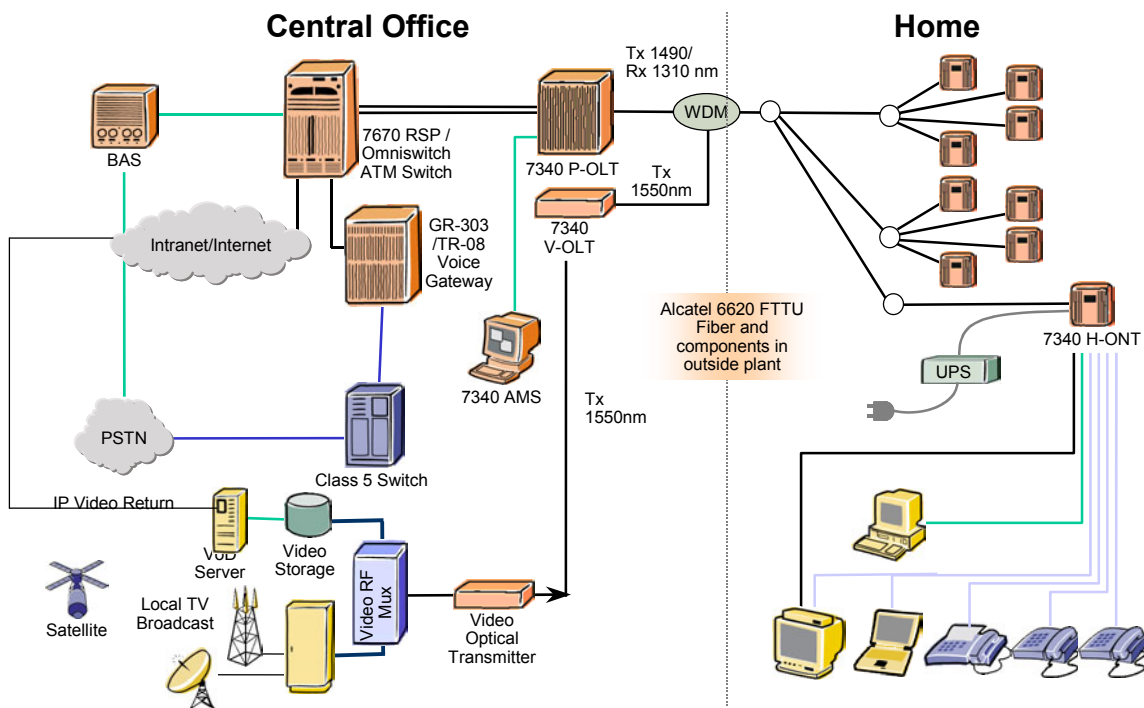 Central Office
Home
Tx 1490/
Rx 1310 nm
WDM
BAS
7670 RSP /
Omniswitch
ATM Switch
7340 P-OLT
Tx
1550nm
7340
V-OLT
Intranet/Internet
GR-303
/TR-08
Voice
Gateway
Alcatel 6620 FTTU
Fiber and
components in
outside plant
7340 H-ONT
UPS
7340 AMS
Tx
1550nm
PSTN
Class 5 Switch
IP Video Return
VoD
Server
Video
Storage
Video RF
Mux
Satellite
Local TV
Broadcast
Video
Optical
Transmitter